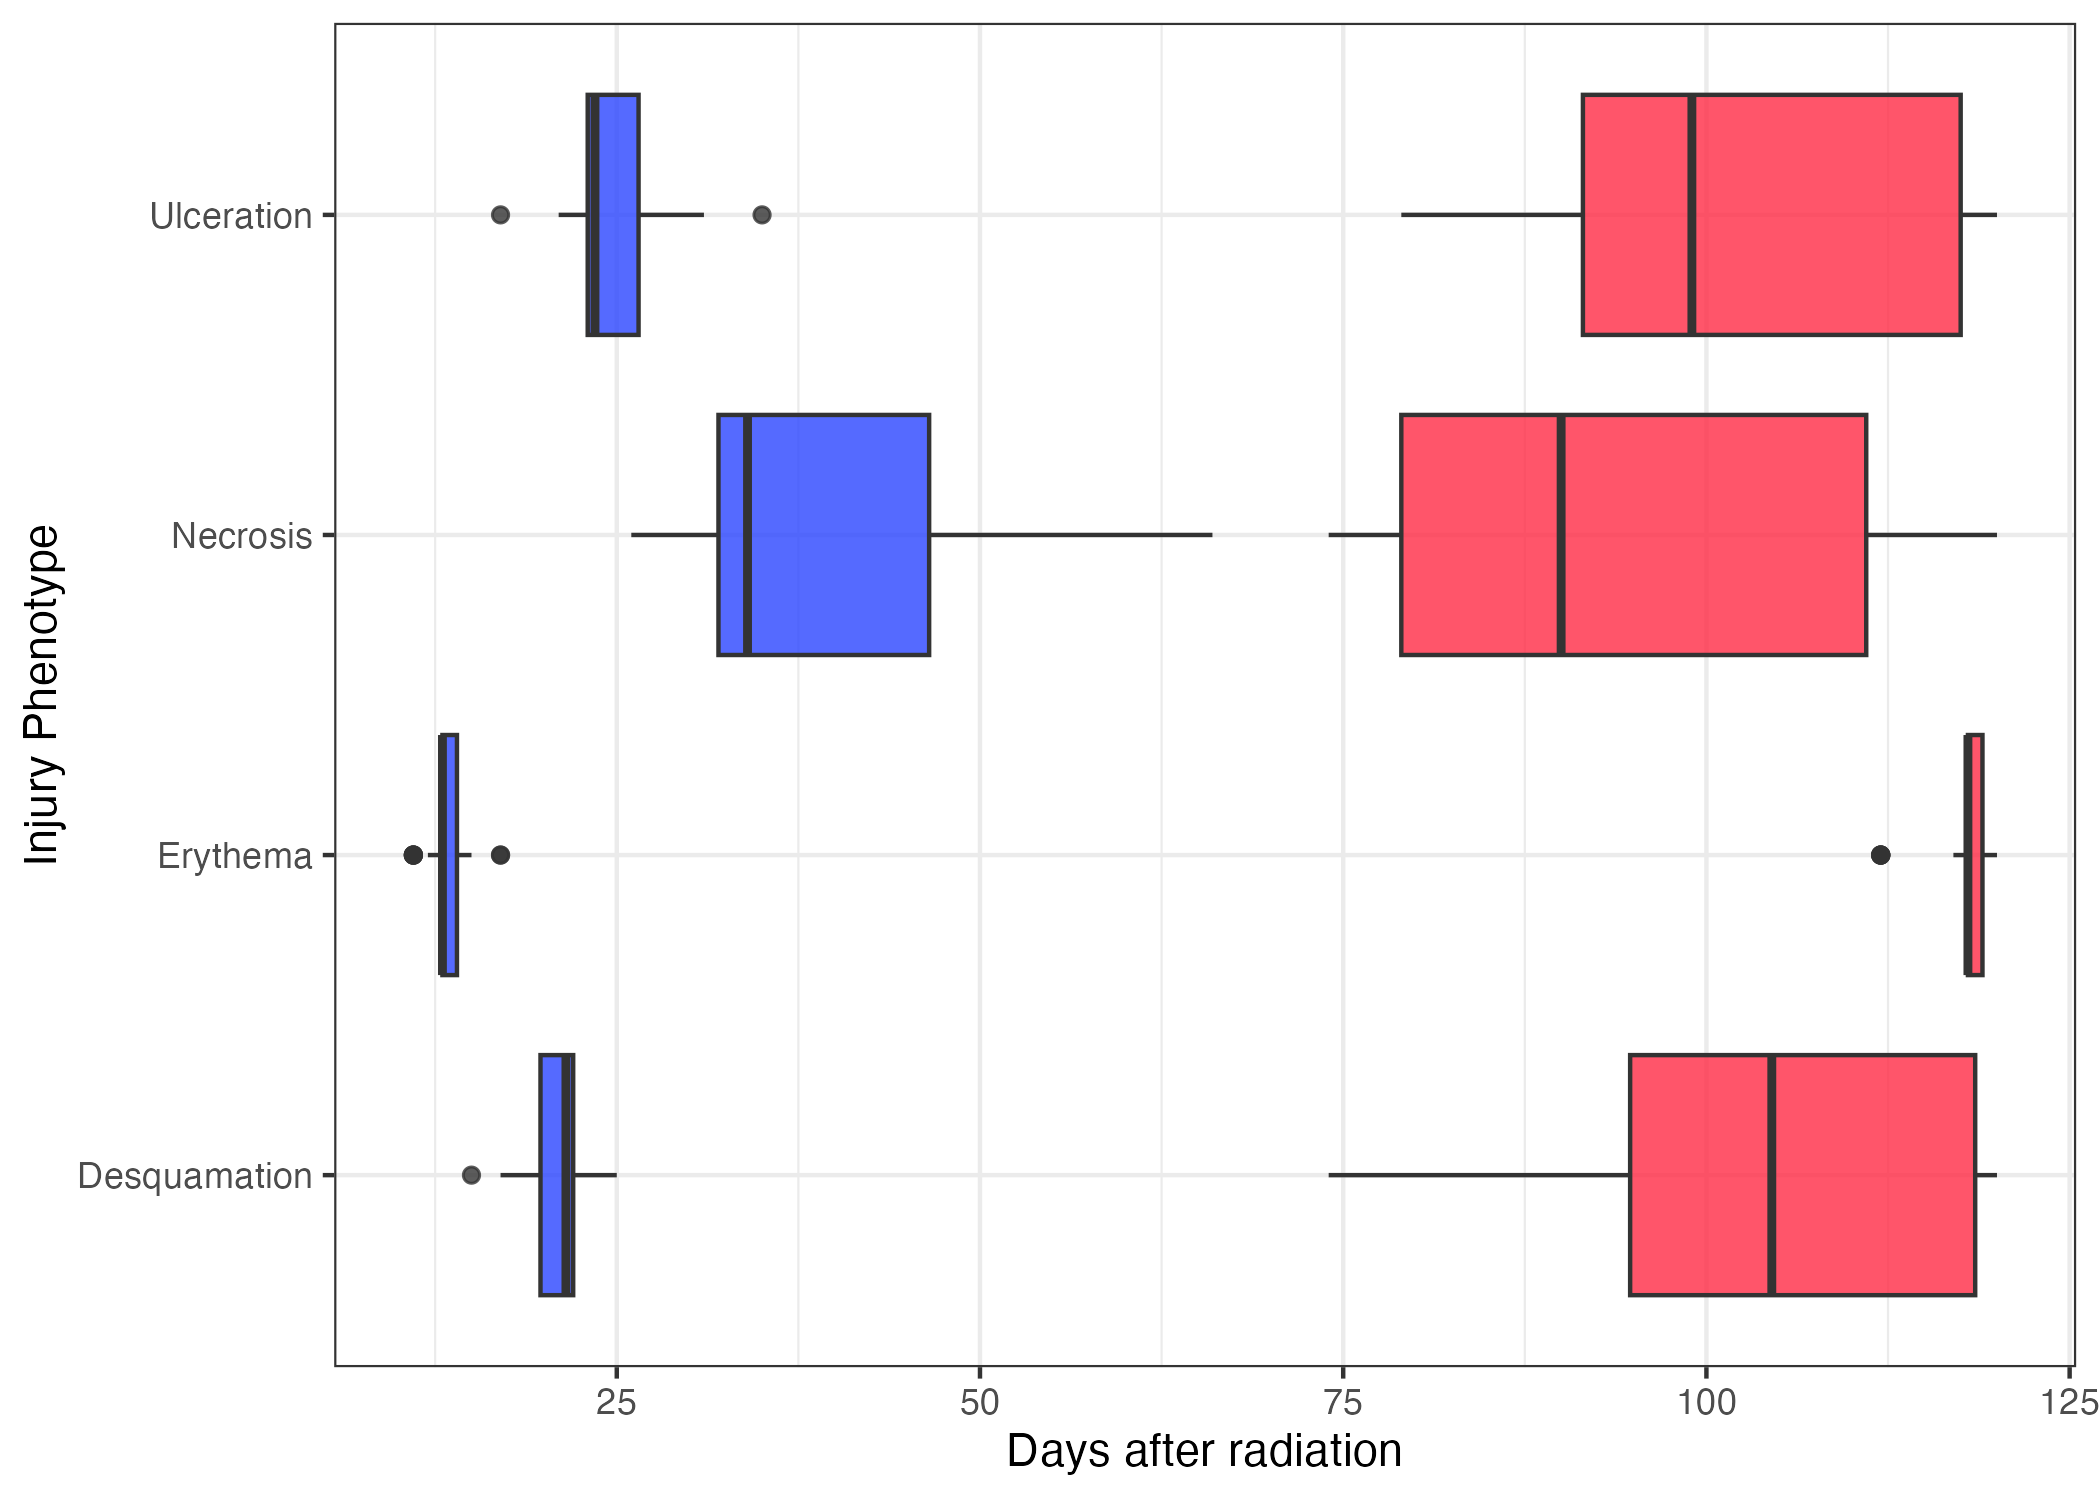 Injury Phenotype
Ulceration
Necrosis
Erythema
Desquamation
25 50 75 100 125
Days after radiation